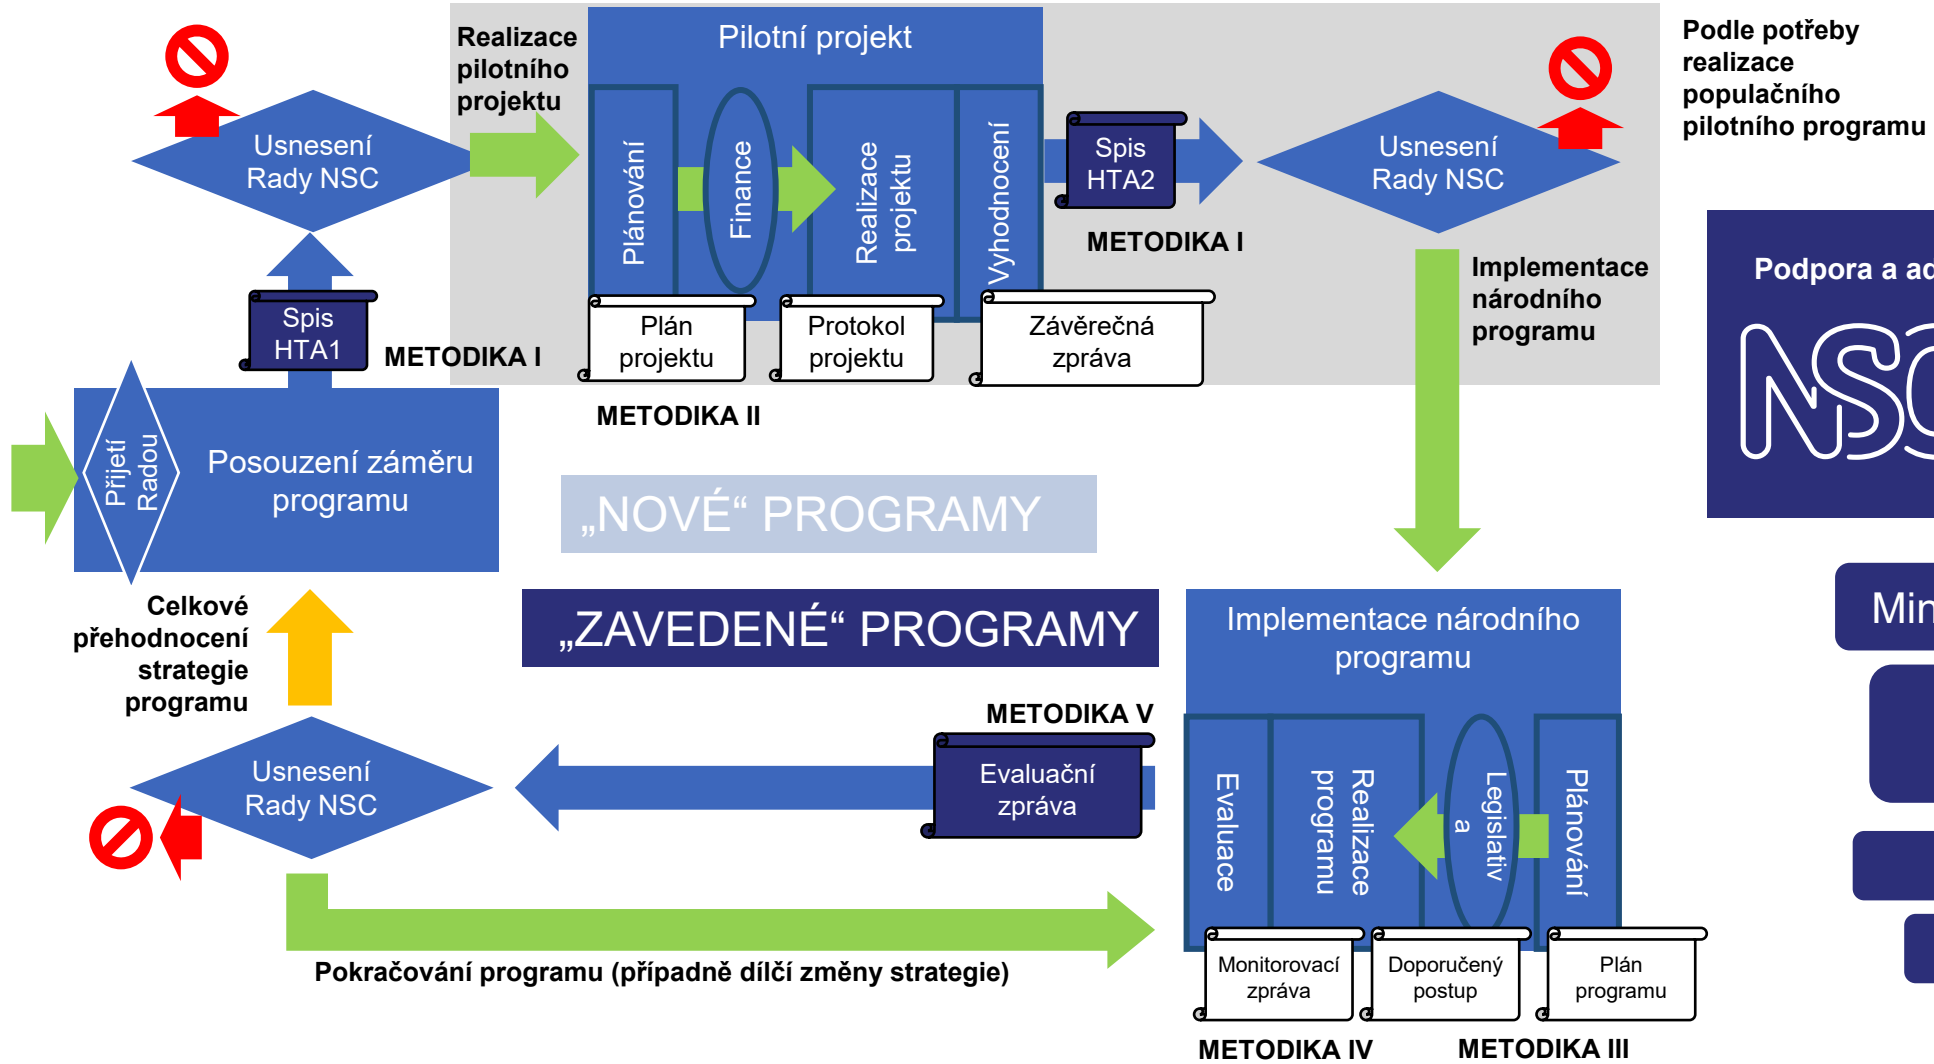 Realizace
pilotního
projektu
Pilotní projekt
Podle potřeby
realizace
populačního
pilotního programu
Usnesení
Rady NSC
Plánování
Finance
Realizace
projektu
Vyhodnocení
Spis
HTA2
METODIKA I
Usnesení
Rady NSC
Spis
HTA1
METODIKA I
Plán
projektu
Protokol
projektu
Závěrečná
zpráva
METODIKA II
Implementace
národního
programu
Podpora a ad
NSC
Přijetí
Radou
Posouzení záměru
programu
„NOVÉ“ PROGRAMY
„ZAVEDENÉ“ PROGRAMY
Celkové
přehodnocení
strategie
programu
Implementace národního
programu
Min
METODIKA V
Evaluační
zpráva
Usnesení
Rady NSC
Evaluace
Realizace
programu
Legislativ
a
Plánování
Pokračování programu (případně dílčí změny strategie)
Monitorovací
zpráva
Doporučený
postup
Plán
programu
METODIKA IV
METODIKA III